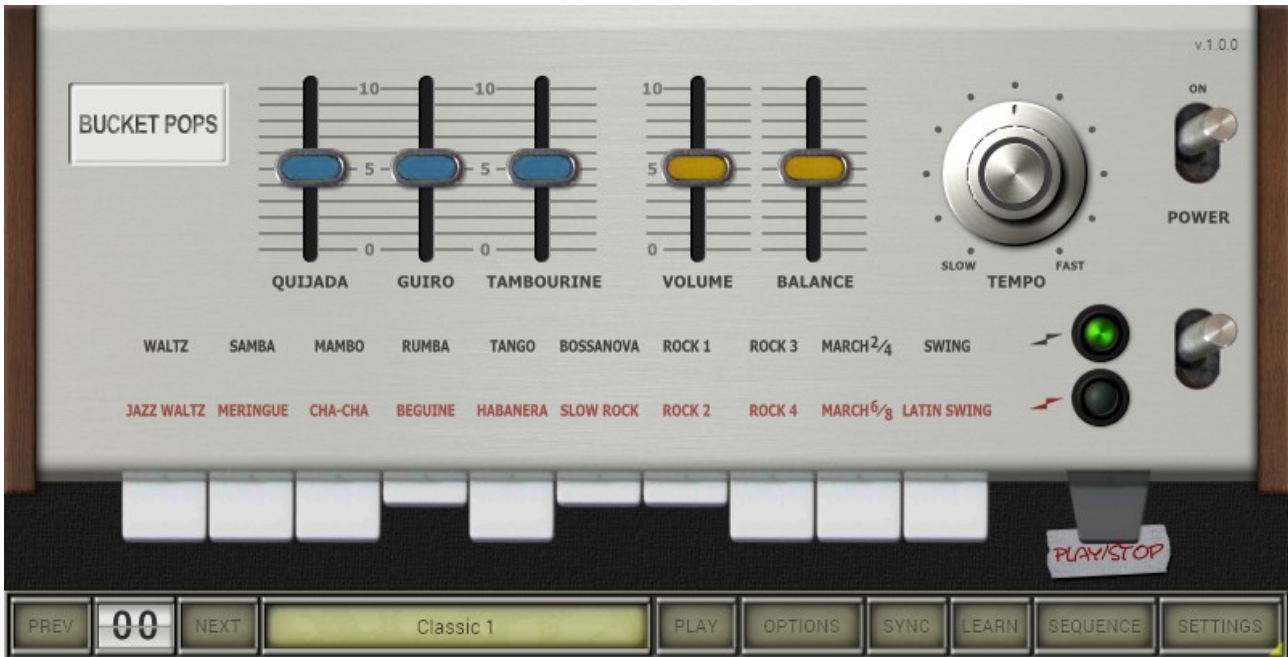 v.1.0.0
ON
BUCKET POPS
10 10 10
5 5 5
0 0 0
POWER
SLOW FAST
QUIJADA GUIRO TAMBOURINE VOLUME BALANCE TEMPO
WALTZ SAMBA MAMBO RUMBA TANGO BOSSANOVA ROCK 1 ROCK 3 MARCH 2/4 SWING
JAZZ WALTZ MERINGUE CHA-CHA BEGUINE HABANERA SLOW ROCK ROCK 2 ROCK 4 MARCH 6/8 LATIN SWING
PLAY/STOP
PREV 00 NEXT Classic 1 PLAY OPTIONS SYNC LEARN SEQUENCE SETTINGS